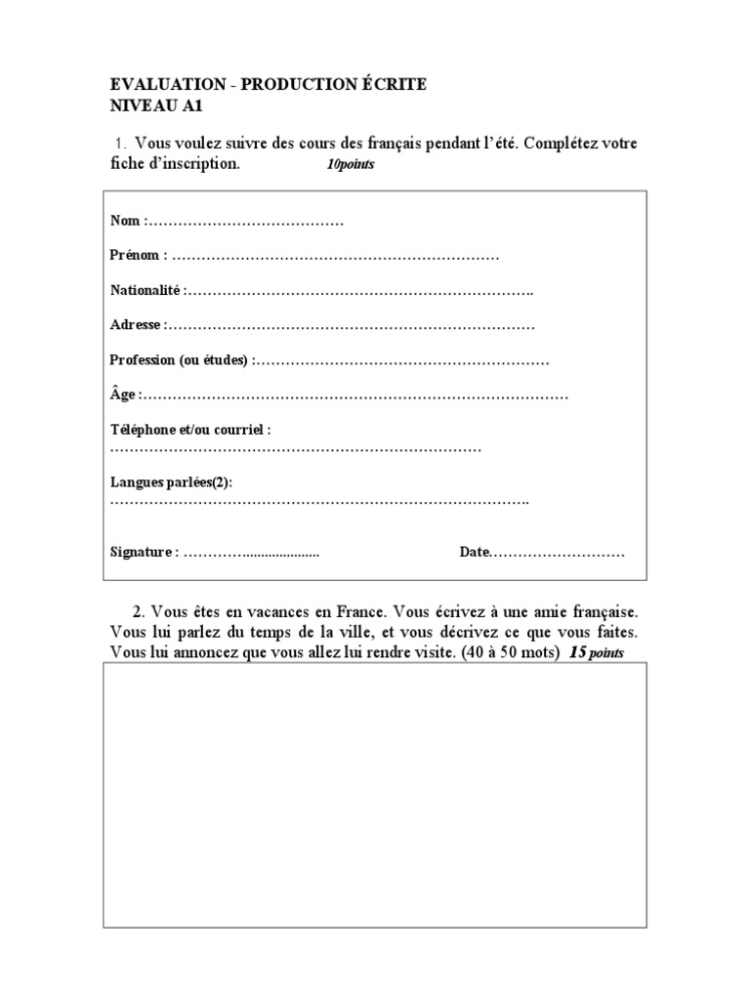 EVALUATION - PRODUCTION ÉCRITE
NIVEAU A1
1. Vous voulez suivre des cours des français pendant l’été. Complétez votre
fiche d’inscription. 10points
Nom :…………………………………
Prénom : …………………………………………………………
Nationalité :…………………………………………………………….
Adresse :…………………………………………………………………
Profession (ou études) :……………………………………………………
Âge :……………………………………………………………………………
Téléphone et/ou courriel :
…………………………………………………………………
Langues parlées(2):
…………………………………………………………………………..
Signature : …………..................... Date………………………
2. Vous êtes en vacances en France. Vous écrivez à une amie française.
Vous lui parlez du temps de la ville, et vous décrivez ce que vous faites.
Vous lui annoncez que vous allez lui rendre visite. (40 à 50 mots) 15 points